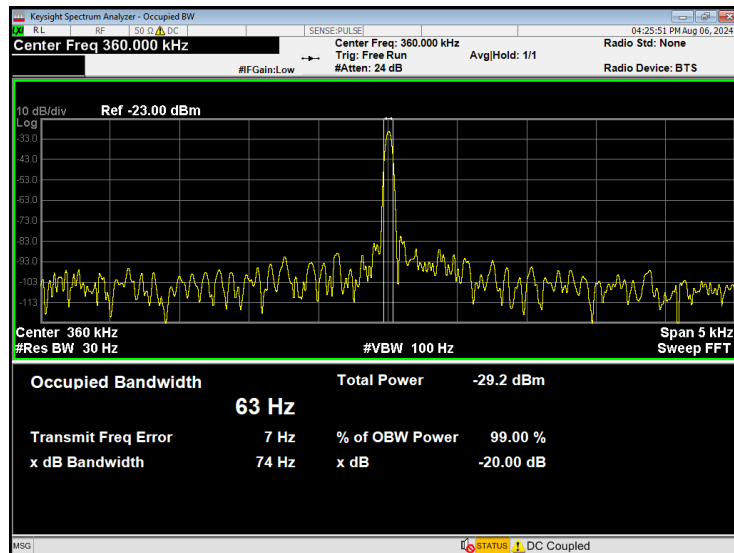 Keysight Spectrum Analyzer - Occupied BW
RL RF 50 Ω DC SENSE:PULSE 04:25:51 PM Aug 06, 2024
Center Freq 360.000 kHz Center Freq: 360.000 kHz Radio Std: None
Trig: Free Run Avg|Hold: 1/1
#IFGain:Low #Atten: 24 dB Radio Device: BTS
10 dB/div Ref -23.00 dBm
Log
-33.0
-43.0
-53.0
-63.0
-73.0
-83.0
-93.0
-103
-113
Center 360 kHz Span 5 kHz
#Res BW 30 Hz #VBW 100 Hz Sweep FFT
Occupied Bandwidth Total Power -29.2 dBm
63 Hz
Transmit Freq Error 7 Hz % of OBW Power 99.00 %
x dB Bandwidth 74 Hz x dB -20.00 dB
MSG STATUS DC Coupled